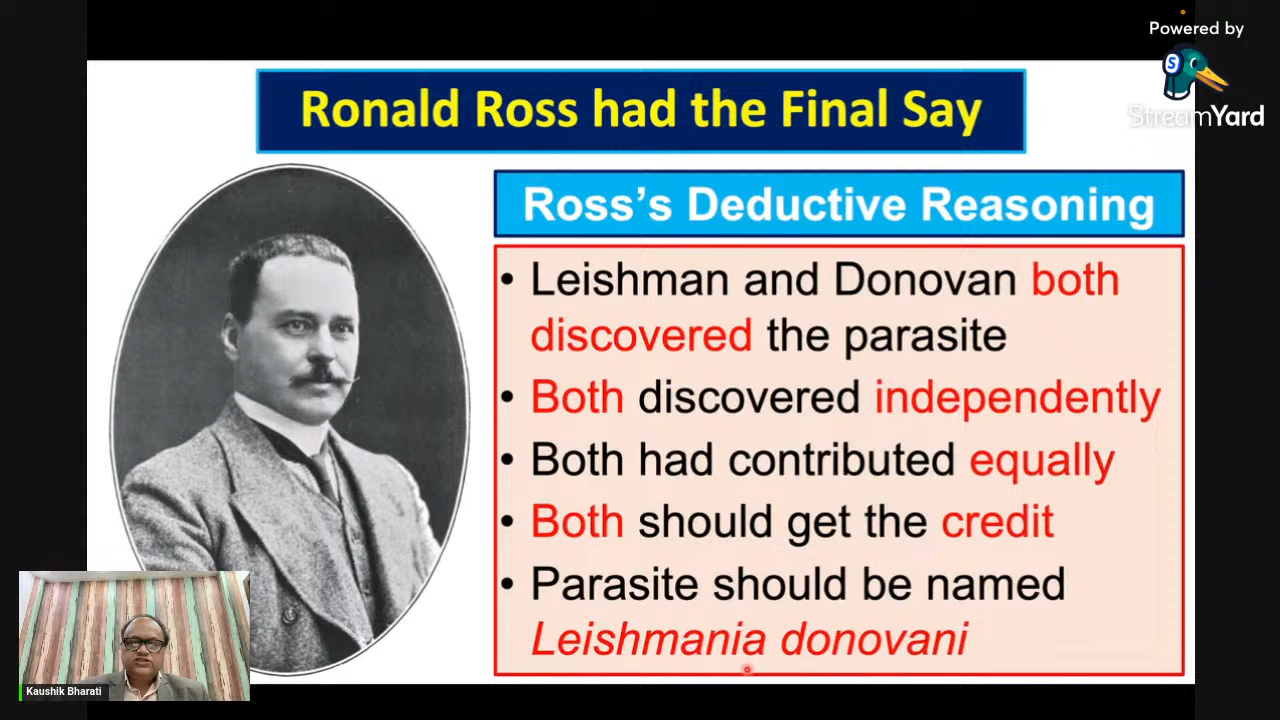 Powered by
StreamYard
Ronald Ross had the Final Say
Ross's Deductive Reasoning
• Leishman and Donovan both
discovered the parasite
• Both discovered independently
• Both had contributed equally
• Both should get the credit
• Parasite should be named
Leishmania donovani
Kaushik Bharati